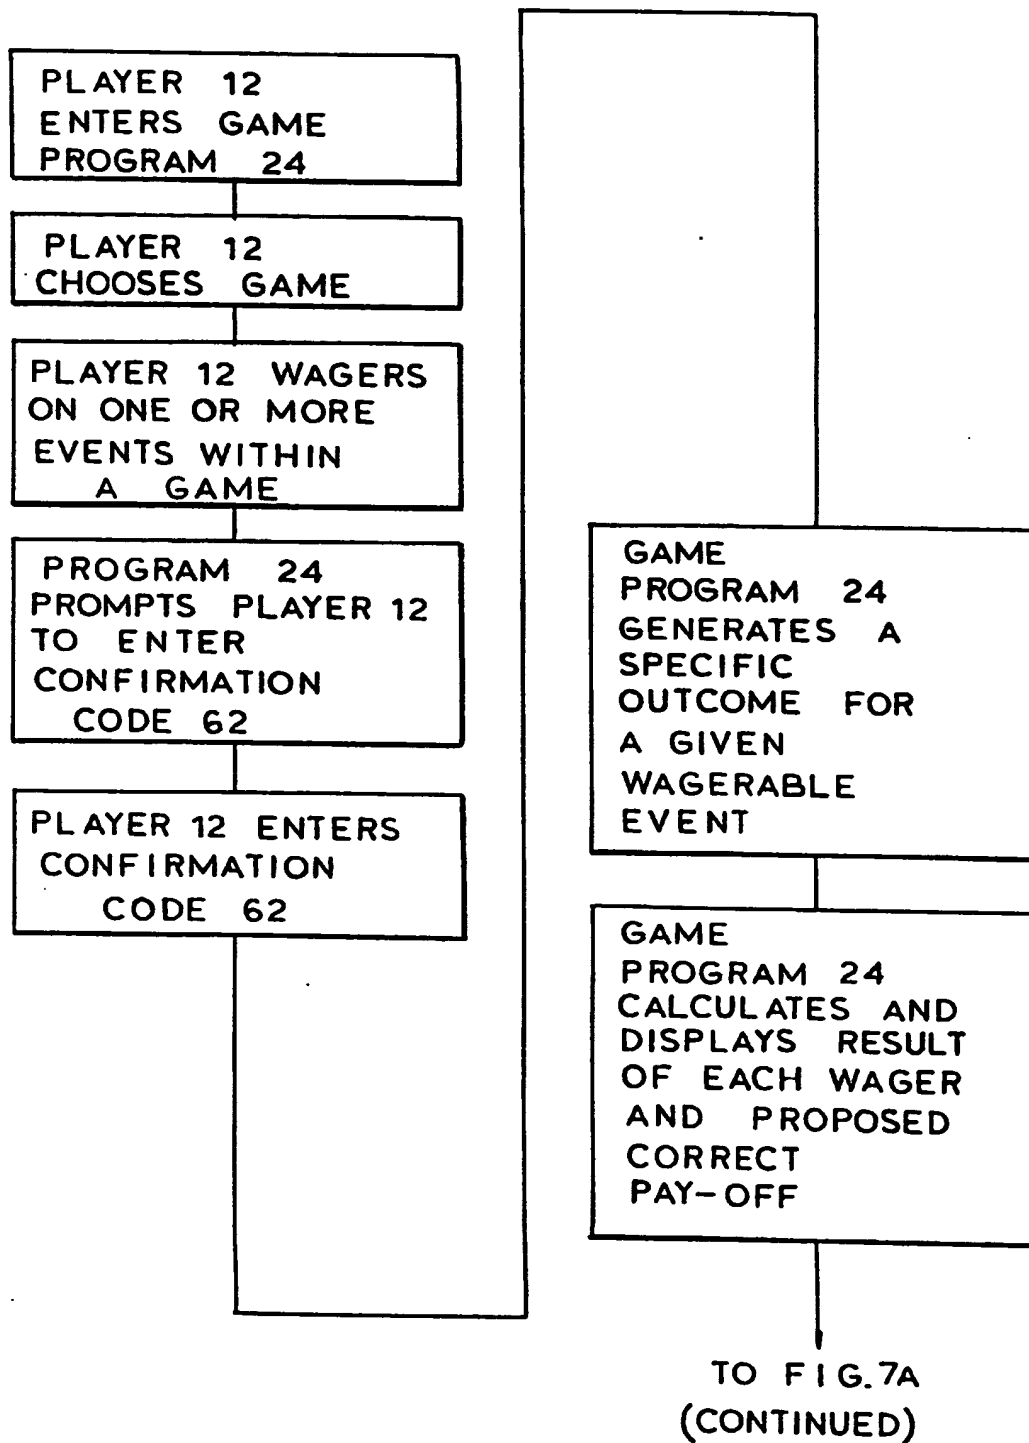 PLAYER 12
ENTERS GAME
PROGRAM 24
PLAYER 12
CHOOSES GAME
PLAYER 12 WAGERS
ON ONE OR MORE
EVENTS WITHIN
A GAME
PROGRAM 24
PROMPTS PLAYER 12
TO ENTER
CONFIRMATION
CODE 62
PLAYER 12 ENTERS
CONFIRMATION
CODE 62
GAME
PROGRAM 24
GENERATES A
SPECIFIC
OUTCOME FOR
A GIVEN
WAGERABLE
EVENT
GAME
PROGRAM 24
CALCULATES AND
DISPLAYS RESULT
OF EACH WAGER
AND PROPOSED
CORRECT
PAY-OFF
TO FIG.7A
(CONTINUED)